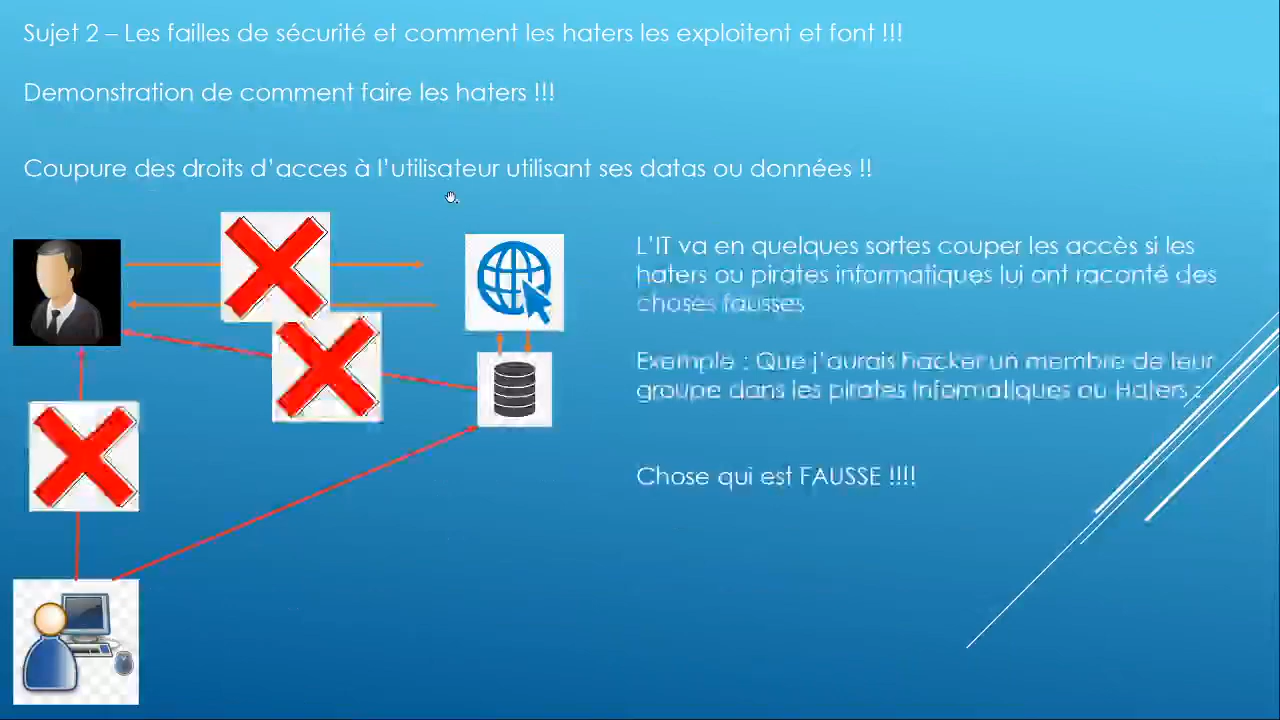 Sujet 2 – Les failles de sécurité et comment les haters les exploitent et font !!!
Demonstration de comment faire les haters !!!
Coupure des droits d'acces à l'utilisateur utilisant ses datas ou données !!
L'IT va en quelques sortes couper les accès si les
haters ou pirates informatiques lui ont raconté des
choses fausses
Exemple : Que j'aurais hacker un membre de leur
groupe dans les pirates informatiques ou Haters :
Chose qui est FAUSSE !!!!